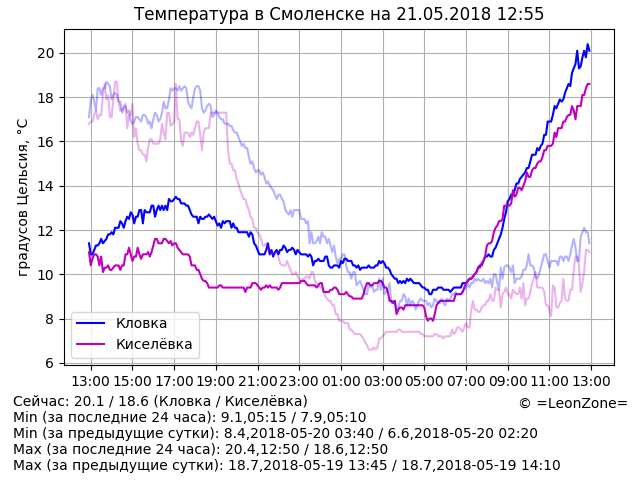 Температура в Смоленске на 21.05.2018 12:55
градусов Цельсия, °C
20
18
16
14
12
10
8
6
Кловка
Киселёвка
13:00 15:00 17:00 19:00 21:00 23:00 01:00 03:00 05:00 07:00 09:00 11:00 13:00
Сейчас: 20.1 / 18.6 (Кловка / Киселёвка)
© =LeonZone=
Min (за последние 24 часа): 9.1,05:15 / 7.9,05:10
Min (за предыдущие сутки): 8.4,2018-05-20 03:40 / 6.6,2018-05-20 02:20
Max (за последние 24 часа): 20.4,12:50 / 18.6,12:50
Max (за предыдущие сутки): 18.7,2018-05-19 13:45 / 18.7,2018-05-19 14:10